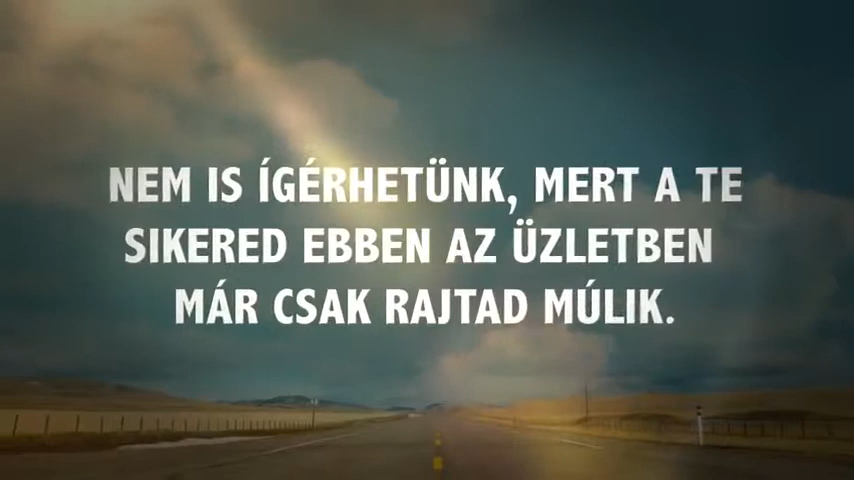 NEM IS ÍGÉRHETÜNK, MERT A TE
SIKERED EBBEN AZ ÜZLETBEN
MÁR CSAK RAJTAD MÚLIK.